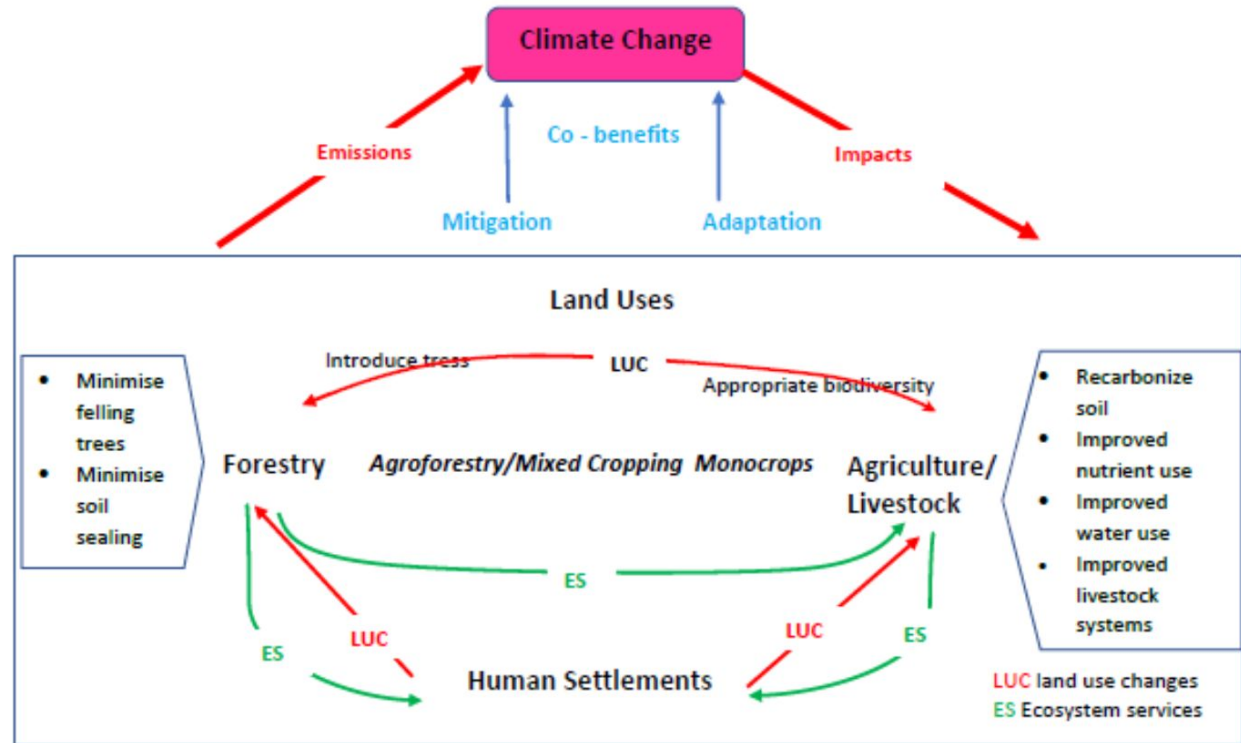 Climate Change
Co - benefits
Emissions
Impacts
Mitigation
Adaptation
Land Uses
Introduce tress
LUC
Appropriate biodiversity
• Minimise
felling
trees
• Minimise
soil
sealing
Forestry
Agroforestry/Mixed Cropping Monocrops
Agriculture/
Livestock
• Recarbonize
soil
• Improved
nutrient use
• Improved
water use
• Improved
livestock
systems
ES
LUC
LUC
ES
ES
Human Settlements
LUC land use changes
ES Ecosystem services